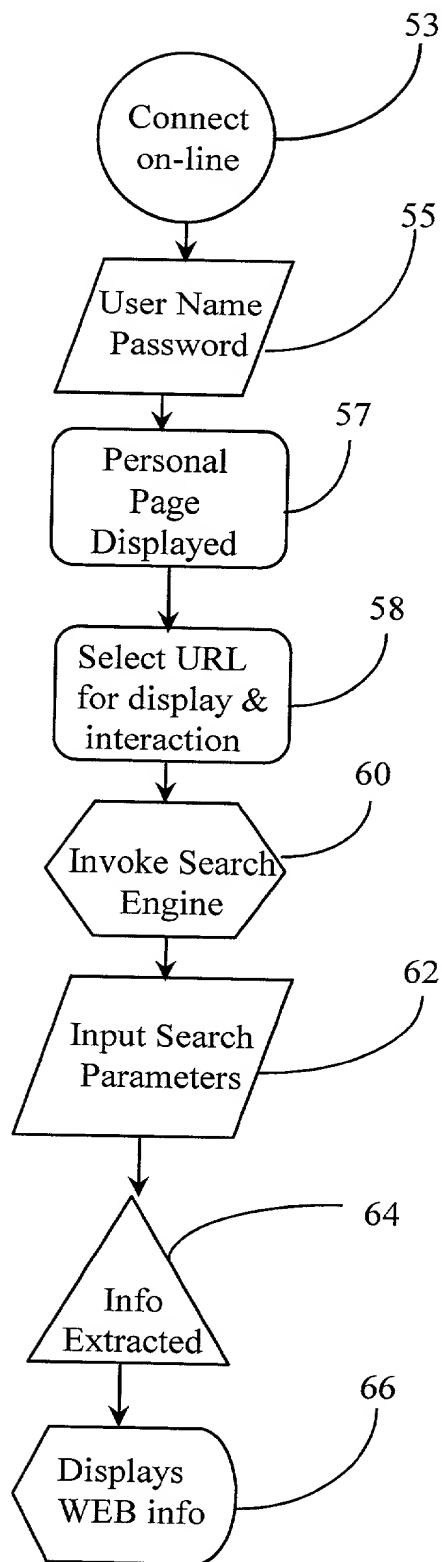 53
Connect
on-line
55
User Name
Password
57
Personal
Page
Displayed
58
Select URL
for display &
interaction
60
Invoke Search
Engine
62
Input Search
Parameters
64
Info
Extracted
66
Displays
WEB info